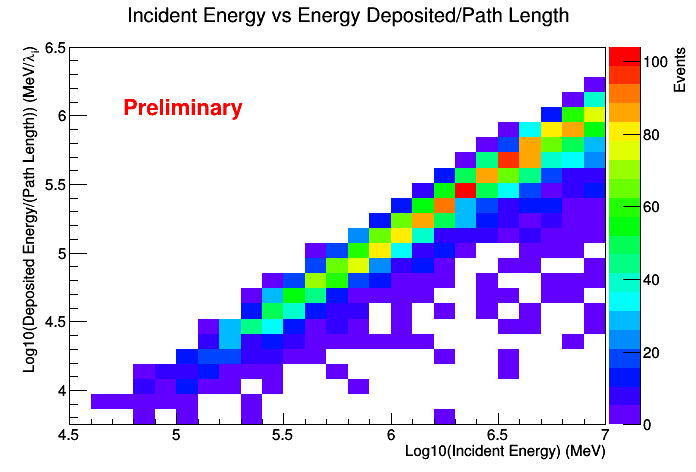 Incident Energy vs Energy Deposited/Path Length
Log10(Deposited Energy/(Path Length)) (MeV/λi)
6.5
6
5.5
5
4.5
4
Preliminary
4.5 5 5.5 6 6.5 7
Log10(Incident Energy) (MeV)
Events
100
80
60
40
20
0